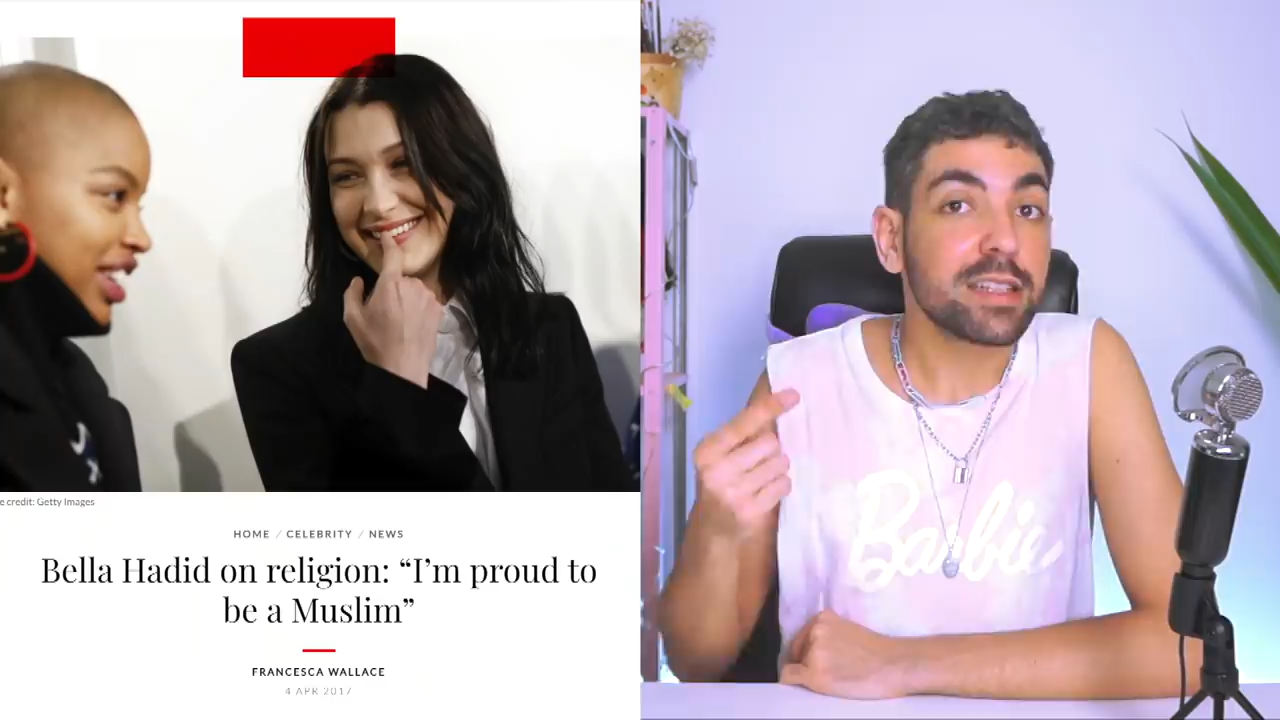 e credit: Getty Images
HOME / CELEBRITY / NEWS
Bella Hadid on religion: “I’m proud to
be a Muslim”
FRANCESCA WALLACE
4 APR 2017
Barbie